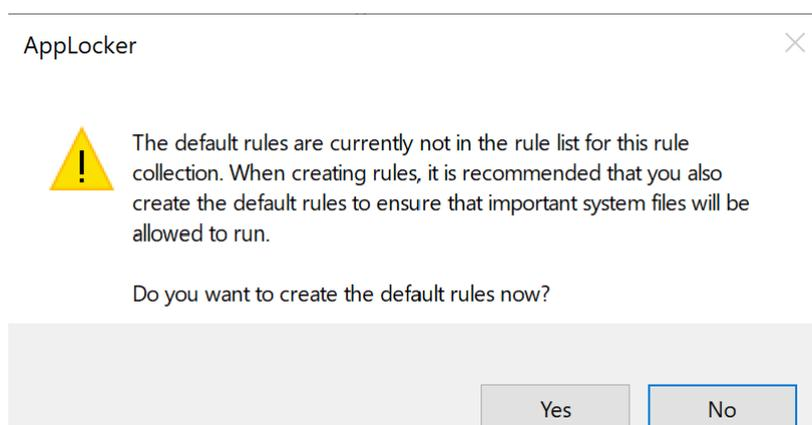 AppLocker
The default rules are currently not in the rule list for this rule
collection. When creating rules, it is recommended that you also
create the default rules to ensure that important system files will be
allowed to run.
Do you want to create the default rules now?
Yes
No